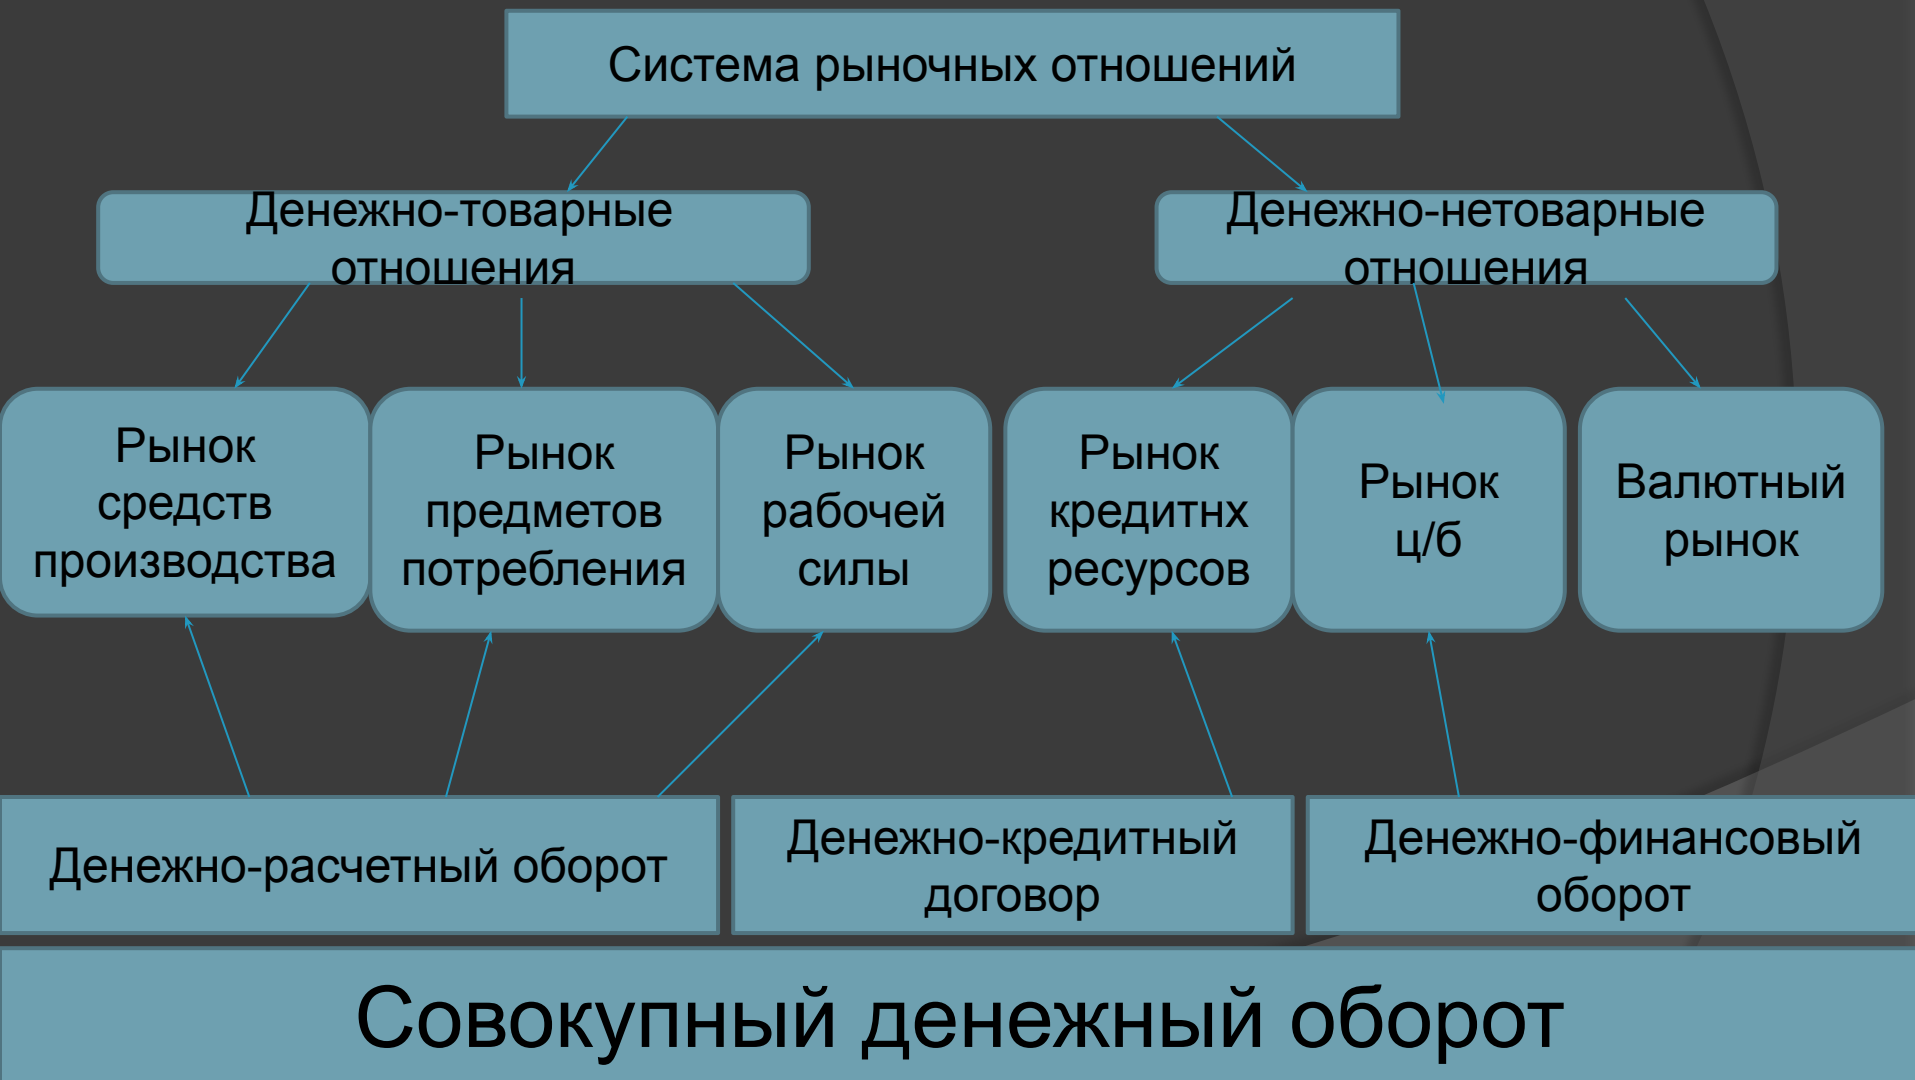 Система рыночных отношений
Денежно-товарные
отношения
Денежно-нетоварные
отношения
Рынок
средств
производства
Рынок
предметов
потребления
Рынок
рабочей
силы
Рынок
кредитнх
ресурсов
Рынок
ц/б
Валютный
рынок
Денежно-расчетный оборот
Денежно-кредитный
договор
Денежно-финансовый
оборот
Совокупный денежный оборот